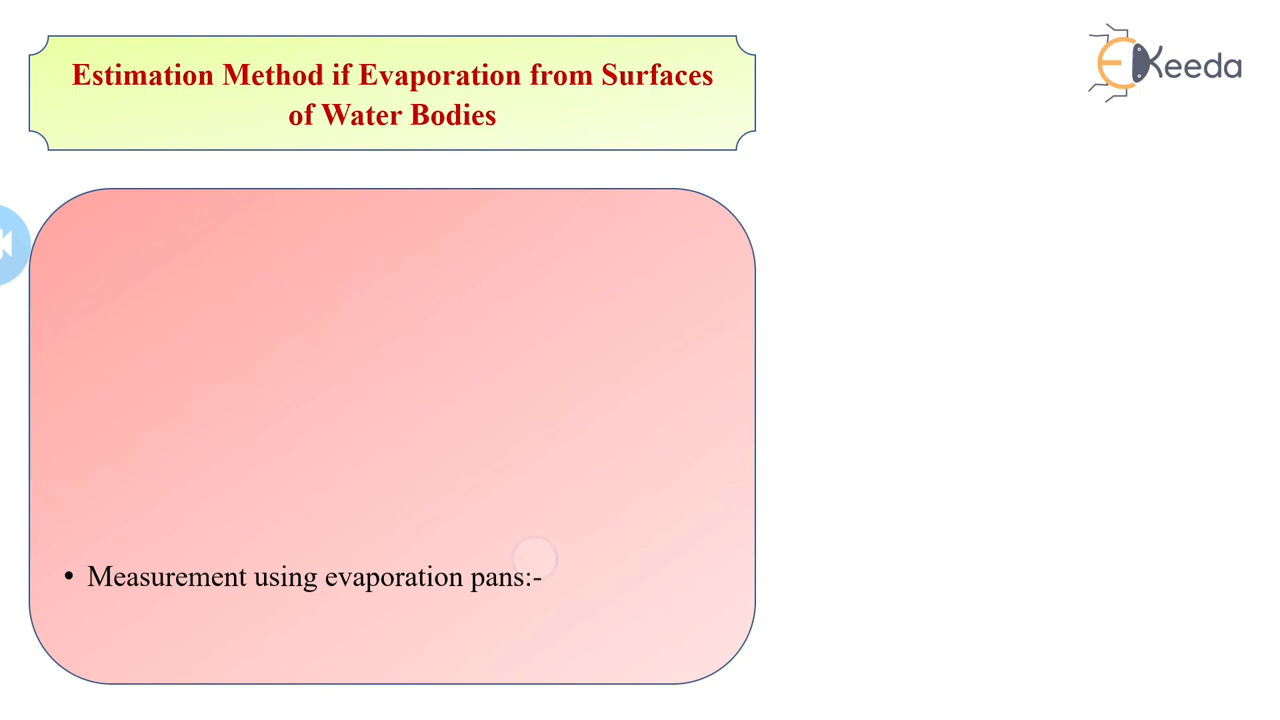 Estimation Method if Evaporation from Surfaces
of Water Bodies
EKeeda
• Measurement using evaporation pans:-